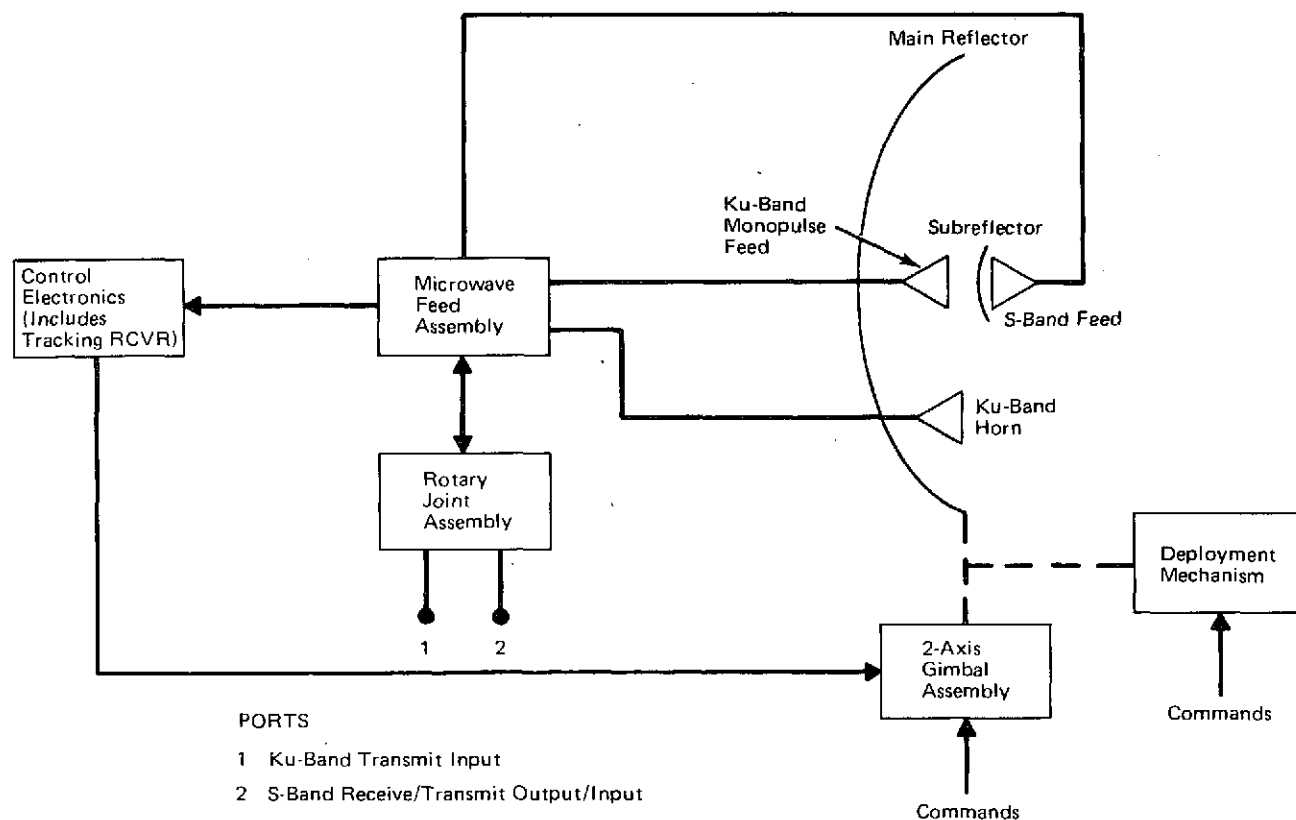 Main Reflector
Ku-Band
Monopulse
Feed
Subreflector
S-Band Feed
Control
Electronics
(Includes
Tracking RCVR)
Microwave
Feed
Assembly
Ku-Band
Horn
Rotary
Joint
Assembly
Deployment
Mechanism
1 2
2-Axis
Gimbal
Assembly
Commands
PORTS
1 Ku-Band Transmit Input
2 S-Band Receive/Transmit Output/Input
Commands